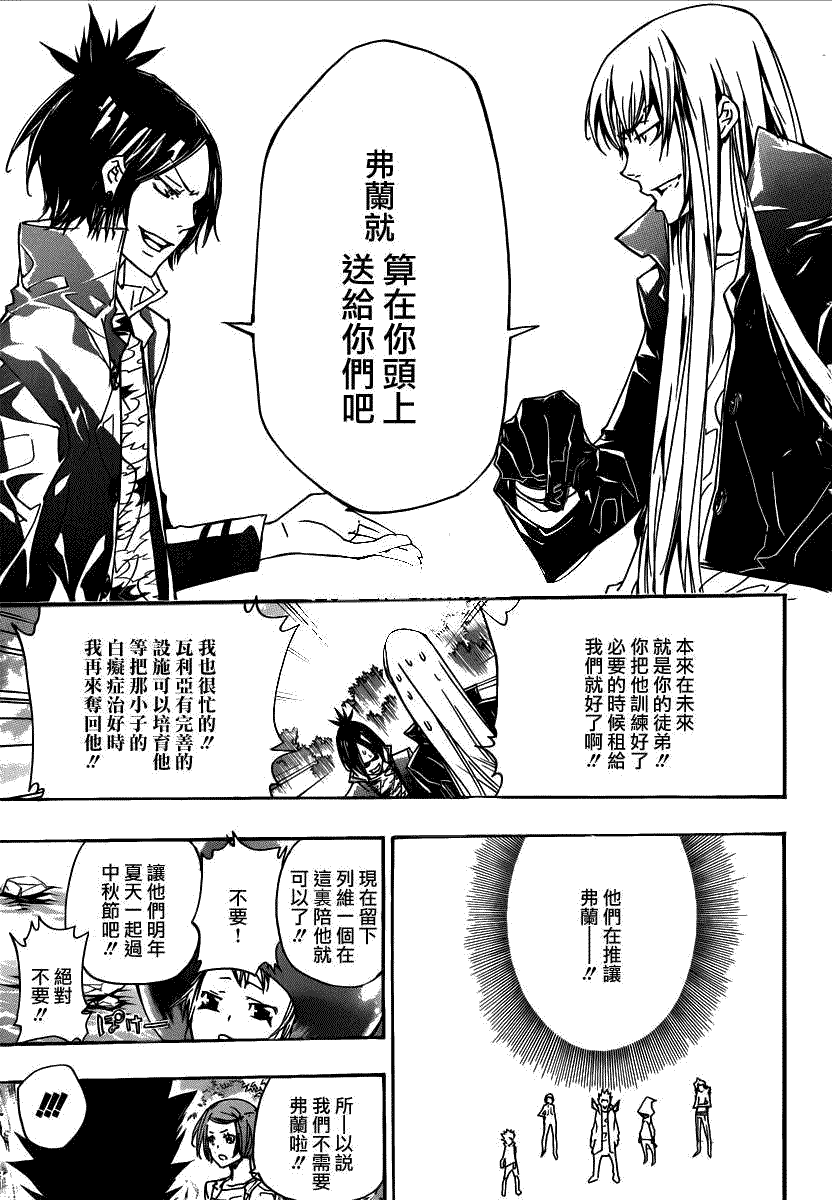 弗蘭就
算在你頭上
送給你們吧
本來在未來
就是你的徒弟!!
你把他訓練好了
必要的時候租給
我們就好了啊!!
我也很忙的!!
瓦利亞有完善的
設施可以培育他
等把那小子的
白癡症治好時
我再來奪回他!!
他們在推讓
弗蘭──!!
現在留下
列維一個在
這裏陪他就
可以了!!
不要！
讓他們明年
夏天一起過
中秋節吧!!
絕對
不要!!
ぽけー
所─以說
我們不需要
弗蘭啦!!
!!!